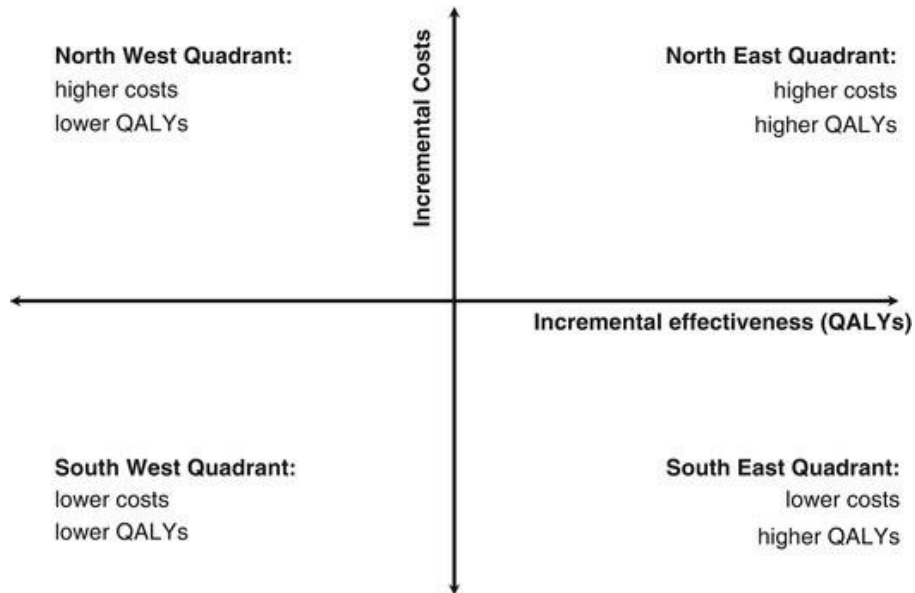 North West Quadrant:
higher costs
lower QALYs
Incremental Costs
North East Quadrant:
higher costs
higher QALYs
Incremental effectiveness (QALYs)
South West Quadrant:
lower costs
lower QALYs
South East Quadrant:
lower costs
higher QALYs